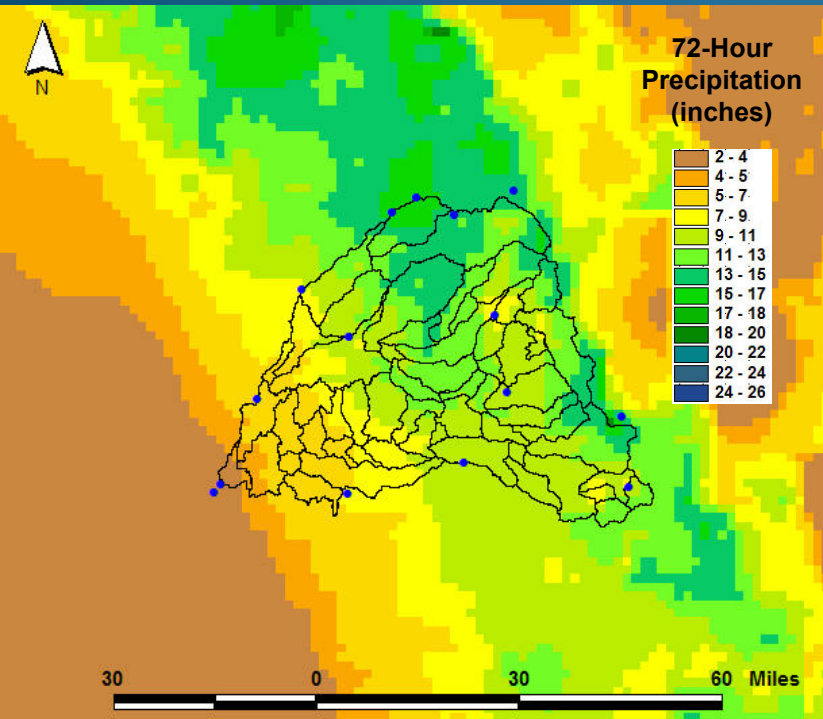 N
72-Hour
Precipitation
(inches)
2 - 4
4 - 5
5 - 7
7 - 9
9 - 11
11 - 13
13 - 15
15 - 17
17 - 18
18 - 20
20 - 22
22 - 24
24 - 26
30 0 30 60 Miles